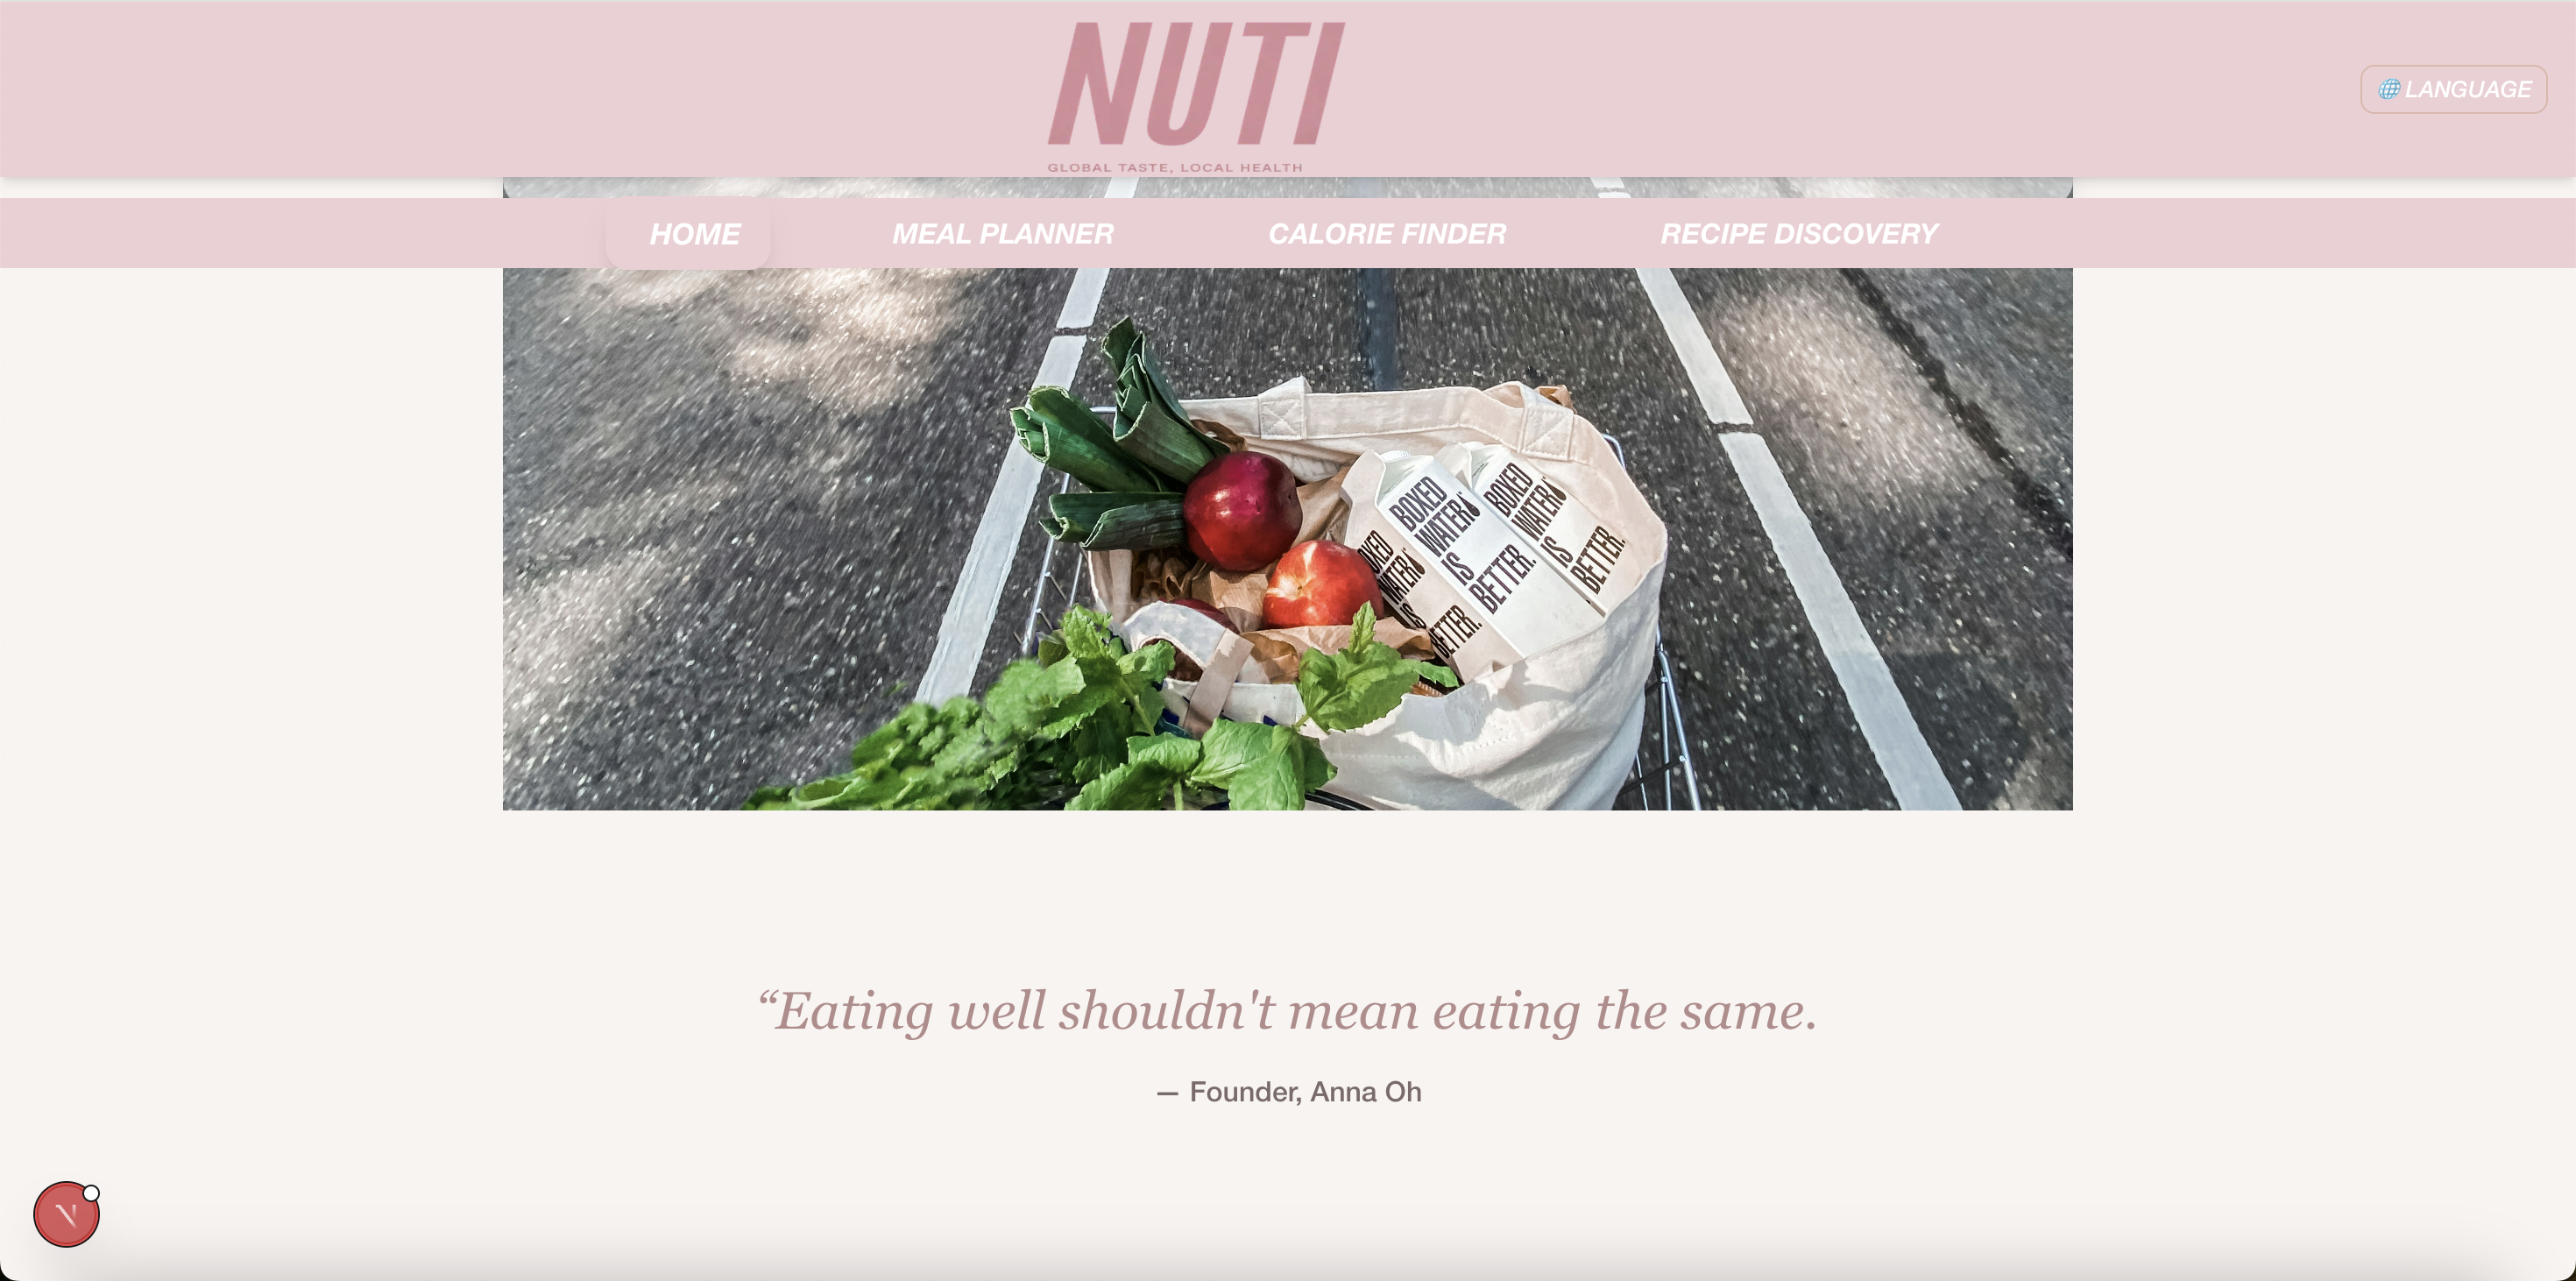 NUTI
GLOBAL TASTE, LOCAL HEALTH
🌐 LANGUAGE
HOME MEAL PLANNER CALORIE FINDER RECIPE DISCOVERY
BOXED
WATER
IS
BETTER.
BOXED
WATER
IS
BETTER.
BOXED
WATER
IS
BETTER.
“Eating well shouldn't mean eating the same.
— Founder, Anna Oh
N